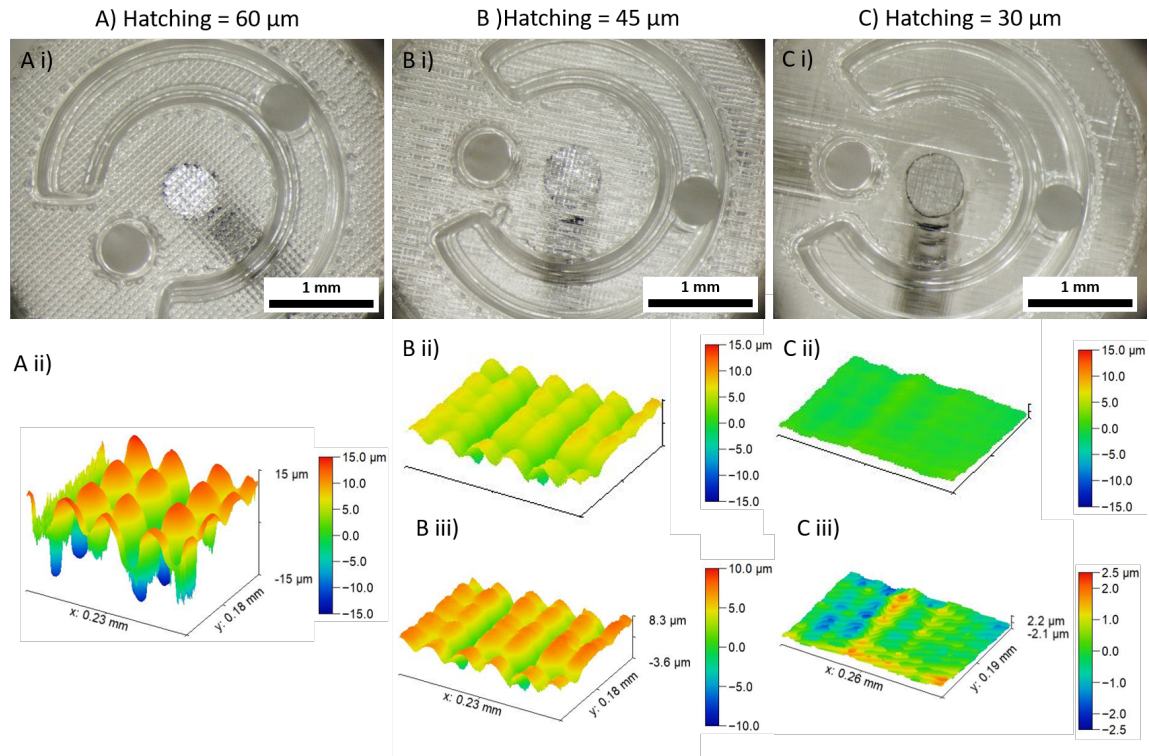 A) Hatching = 60 µm
B )Hatching = 45 µm
C) Hatching = 30 µm
A i)
B i)
C i)
1 mm
1 mm
1 mm
A ii)
15 µm
-15 µm
x: 0.23 mm
y: 0.18 mm
15.0 µm
10.0
5.0
0.0
−5.0
−10.0
−15.0
B ii)
15.0 µm
10.0
5.0
0.0
−5.0
−10.0
−15.0
C ii)
15.0 µm
10.0
5.0
0.0
−5.0
−10.0
−15.0
B iii)
8.3 µm
-3.6 µm
x: 0.23 mm
y: 0.18 mm
10.0 µm
5.0
0.0
−5.0
−10.0
C iii)
2.2 µm
-2.1 µm
x: 0.26 mm
y: 0.19 mm
2.5 µm
2.0
1.0
0.0
−1.0
−2.0
−2.5